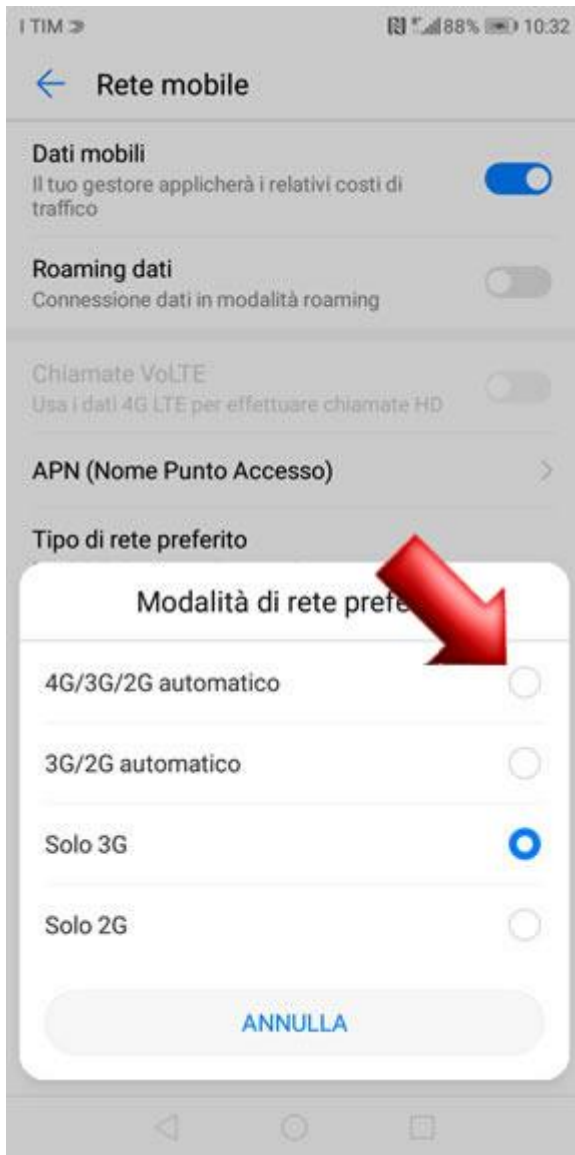 I TIM
88% 10:32
Rete mobile
Dati mobili
Il tuo gestore applicherà i relativi costi di
traffico
Roaming dati
Connessione dati in modalità roaming
Chiamate VoLTE
Usa i dati 4G LTE per effettuare chiamate HD
APN (Nome Punto Accesso)
Tipo di rete preferito
Modalità di rete prefe
4G/3G/2G automatico
3G/2G automatico
Solo 3G
Solo 2G
ANNULLA